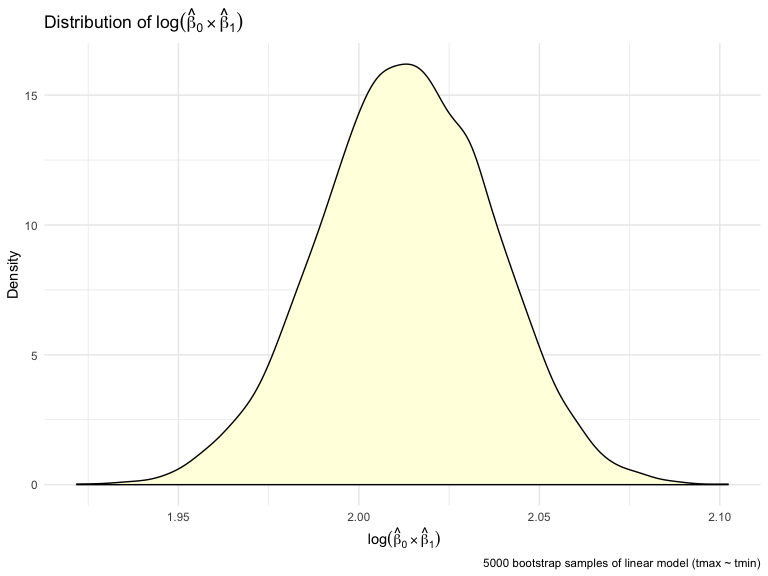 Distribution of log(β̂₀ × β̂₁)
15
10
5
0
Density
1.95 2.00 2.05 2.10
log(β̂₀ × β̂₁)
5000 bootstrap samples of linear model (tmax ~ tmin)